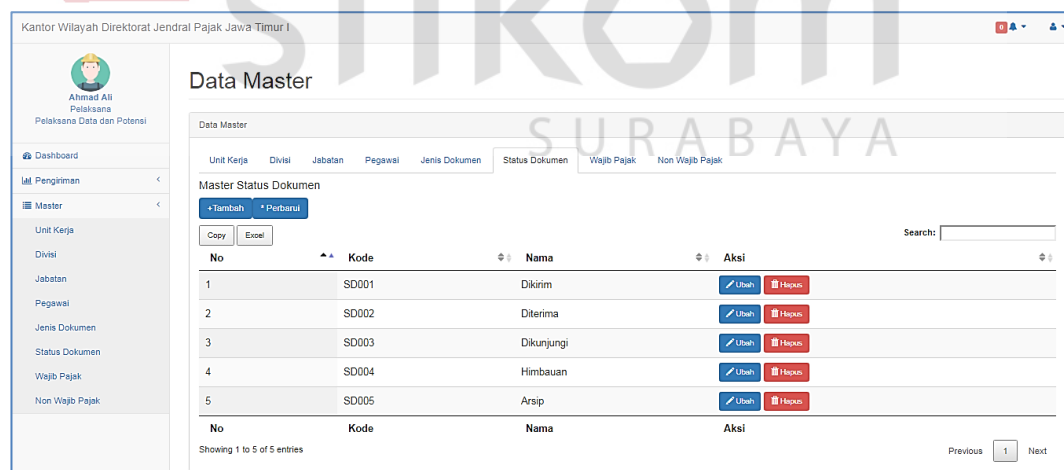 stikom
SURABAYA
Kantor Wilayah Direktorat Jendral Pajak Jawa Timur I
0
Ahmad Ali
Pelaksana
Pelaksana Data dan Potensi
Dashboard
Pengiriman
Master
Unit Kerja
Divisi
Jabatan
Pegawai
Jenis Dokumen
Status Dokumen
Wajib Pajak
Non Wajib Pajak
Data Master
Data Master
Unit Kerja Divisi Jabatan Pegawai Jenis Dokumen Status Dokumen Wajib Pajak Non Wajib Pajak
Master Status Dokumen
+Tambah * Perbarui
Copy Excel Search:
No Kode Nama Aksi
1 SD001 Dikirim Ubah Hapus
2 SD002 Diterima Ubah Hapus
3 SD003 Dikunjungi Ubah Hapus
4 SD004 Himbauan Ubah Hapus
5 SD005 Arsip Ubah Hapus
No Kode Nama Aksi
Showing 1 to 5 of 5 entries Previous 1 Next